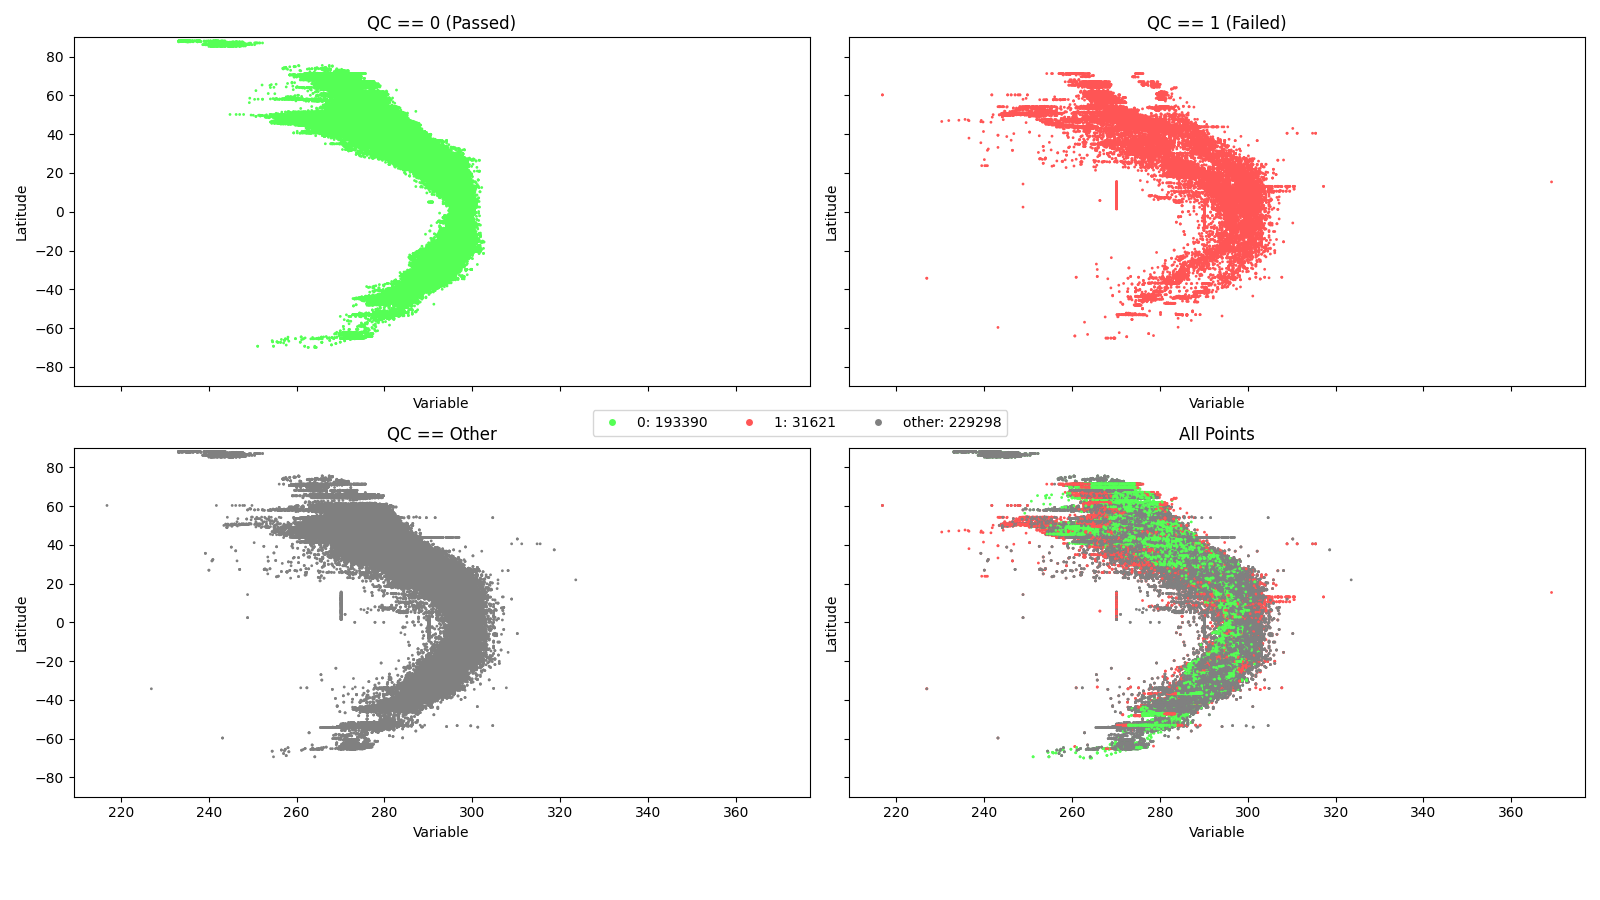 QC == 0 (Passed)
QC == 1 (Failed)
Latitude
80
60
40
20
0
−20
−40
−60
−80
Variable
Latitude
Variable
0: 193390
1: 31621
other: 229298
QC == Other
All Points
Latitude
80
60
40
20
0
−20
−40
−60
−80
220
240
260
280
300
320
340
360
Variable
Latitude
220
240
260
280
300
320
340
360
Variable